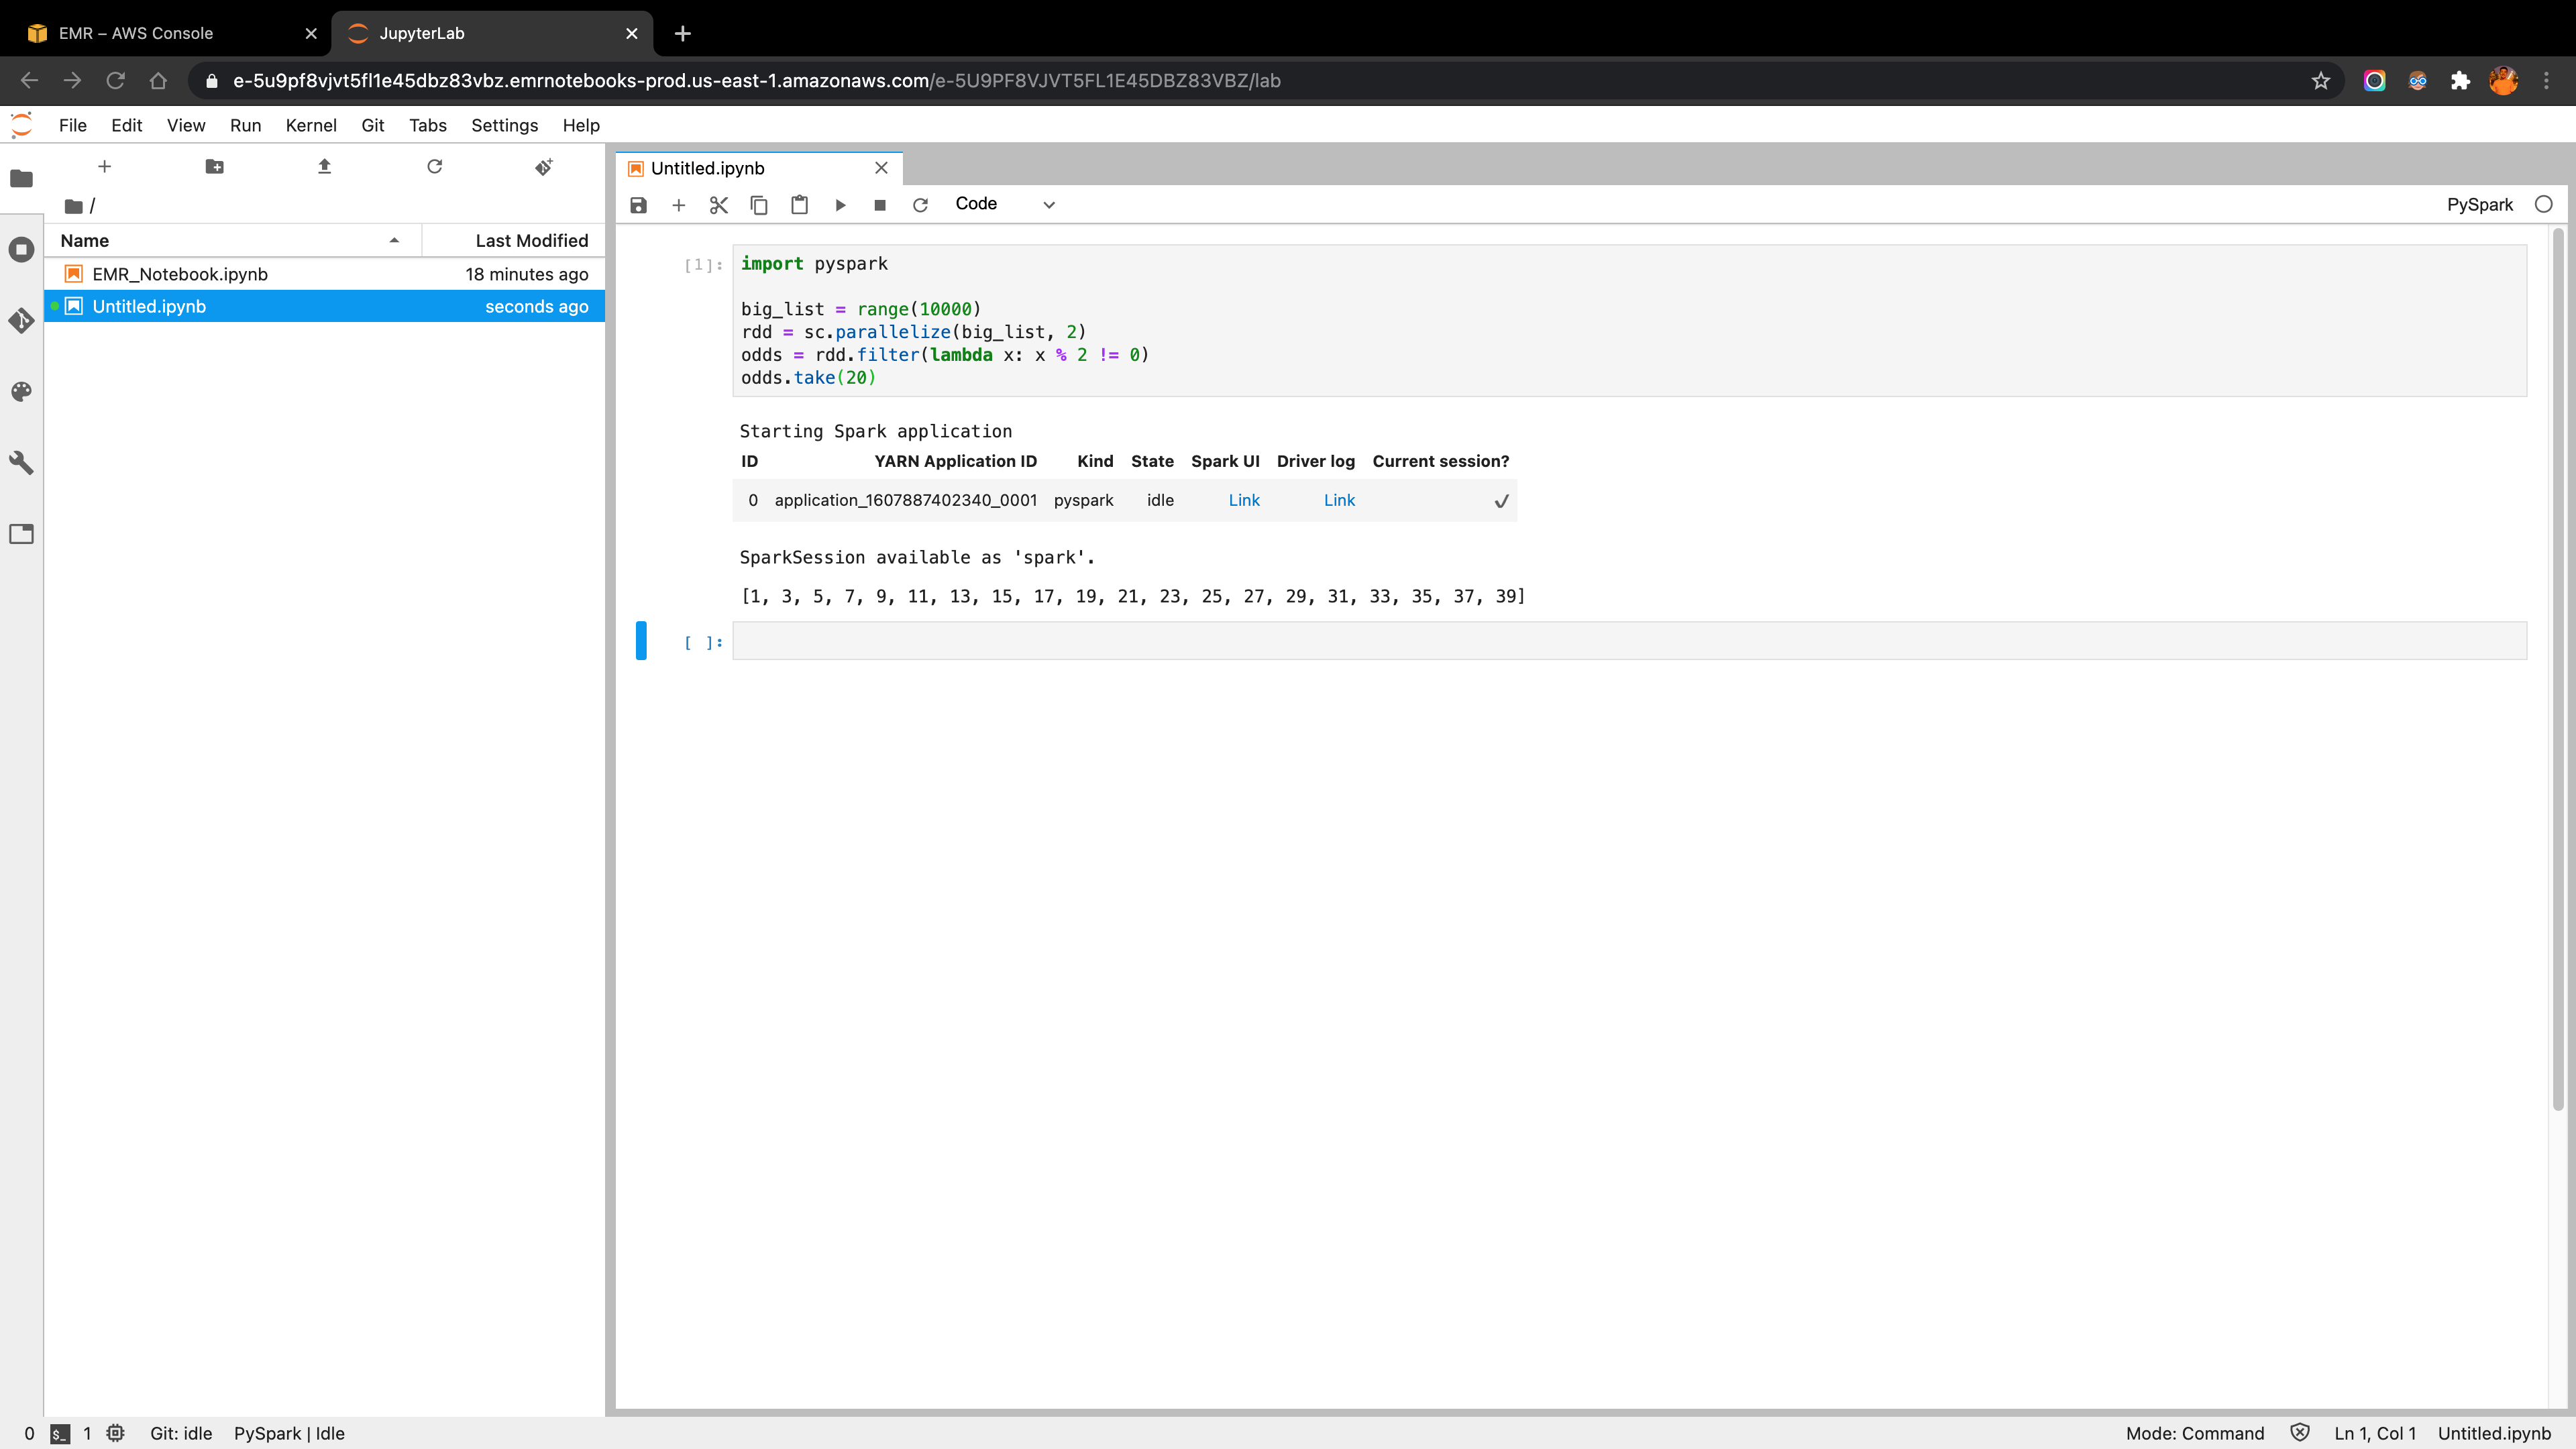 EMR – AWS Console
JupyterLab
e-5u9pf8vjvt5fl1e45dbz83vbz.emrnotebooks-prod.us-east-1.amazonaws.com/e-5U9PF8VJVT5FL1E45DBZ83VBZ/lab
File Edit View Run Kernel Git Tabs Settings Help
/
Name Last Modified
EMR_Notebook.ipynb 18 minutes ago
Untitled.ipynb seconds ago
Untitled.ipynb
Code PySpark
[1]: import pyspark
big_list = range(10000)
rdd = sc.parallelize(big_list, 2)
odds = rdd.filter(lambda x: x % 2 != 0)
odds.take(20)
Starting Spark application
ID YARN Application ID Kind State Spark UI Driver log Current session?
0 application_1607887402340_0001 pyspark idle Link Link ✓
SparkSession available as 'spark'.
[1, 3, 5, 7, 9, 11, 13, 15, 17, 19, 21, 23, 25, 27, 29, 31, 33, 35, 37, 39]
[ ]:
0 $_ 1 Git: idle PySpark | Idle Mode: Command Ln 1, Col 1 Untitled.ipynb